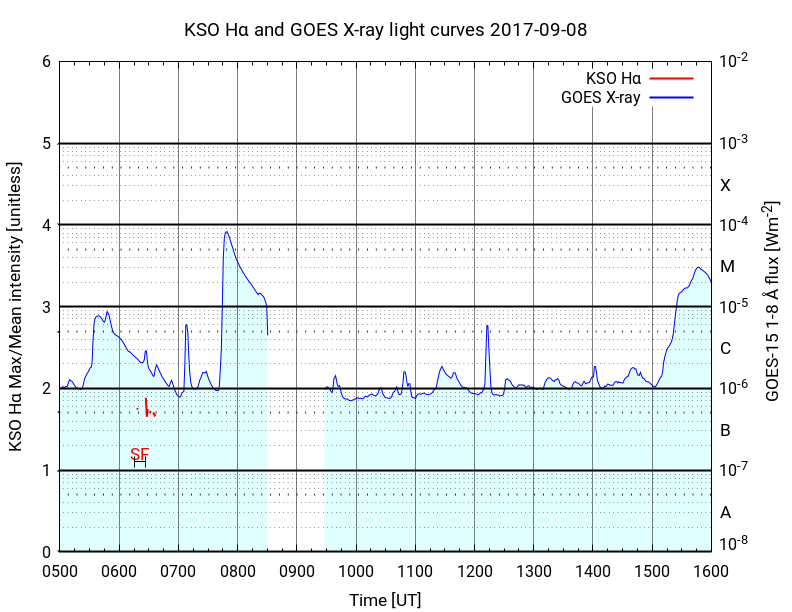 KSO Hα and GOES X-ray light curves 2017-09-08
KSO Hα
GOES X-ray
KSO Hα Max/Mean intensity [unitless]
6
5
4
3
2
1
0
10-2
10-3
X
10-4
M
10-5
C
10-6
B
10-7
A
10-8
GOES-15 1-8 Å flux [Wm-2]
SF
0500 0600 0700 0800 0900 1000 1100 1200 1300 1400 1500 1600
Time [UT]